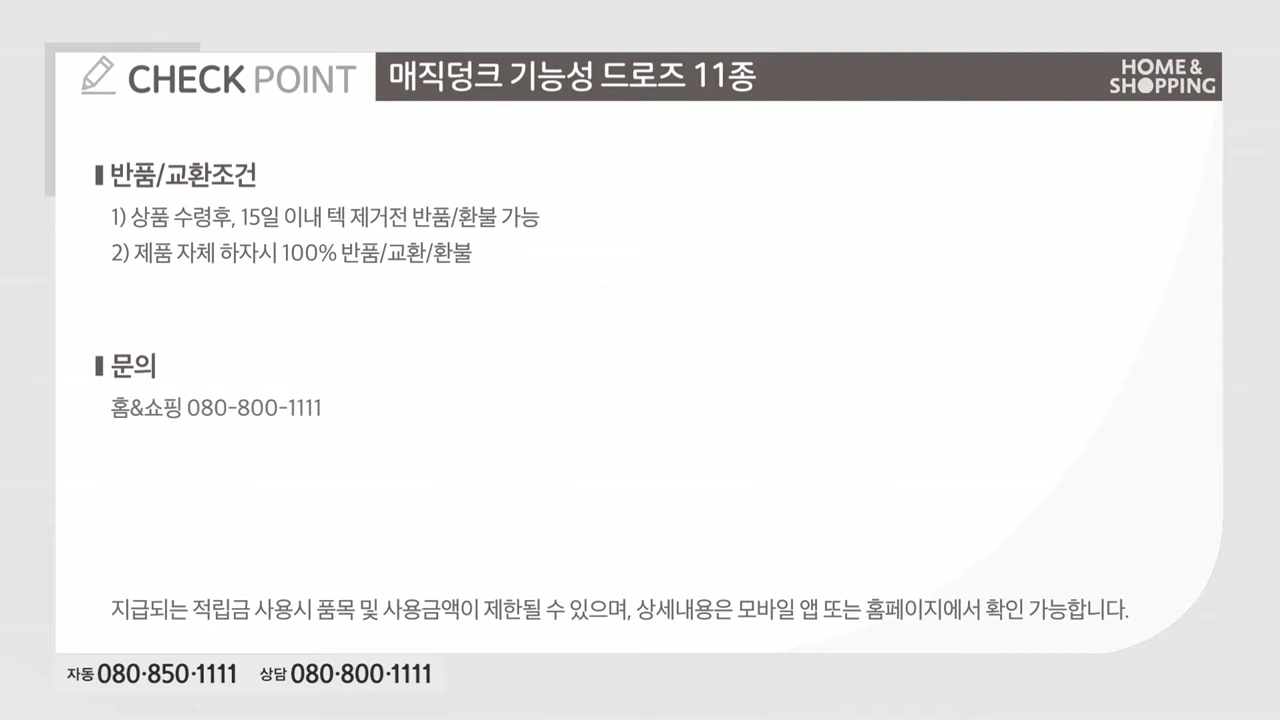 CHECK POINT
매직덩크 기능성 드로즈 11종
HOME &
SHOPPING
반품/교환조건
1) 상품 수령후, 15일 이내 텍 제거전 반품/환불 가능
2) 제품 자체 하자시 100% 반품/교환/환불
문의
홈&쇼핑 080-800-1111
지급되는 적립금 사용시 품목 및 사용금액이 제한될 수 있으며, 상세내용은 모바일 앱 또는 홈페이지에서 확인 가능합니다.
자동 080·850·1111 상담 080·800·1111